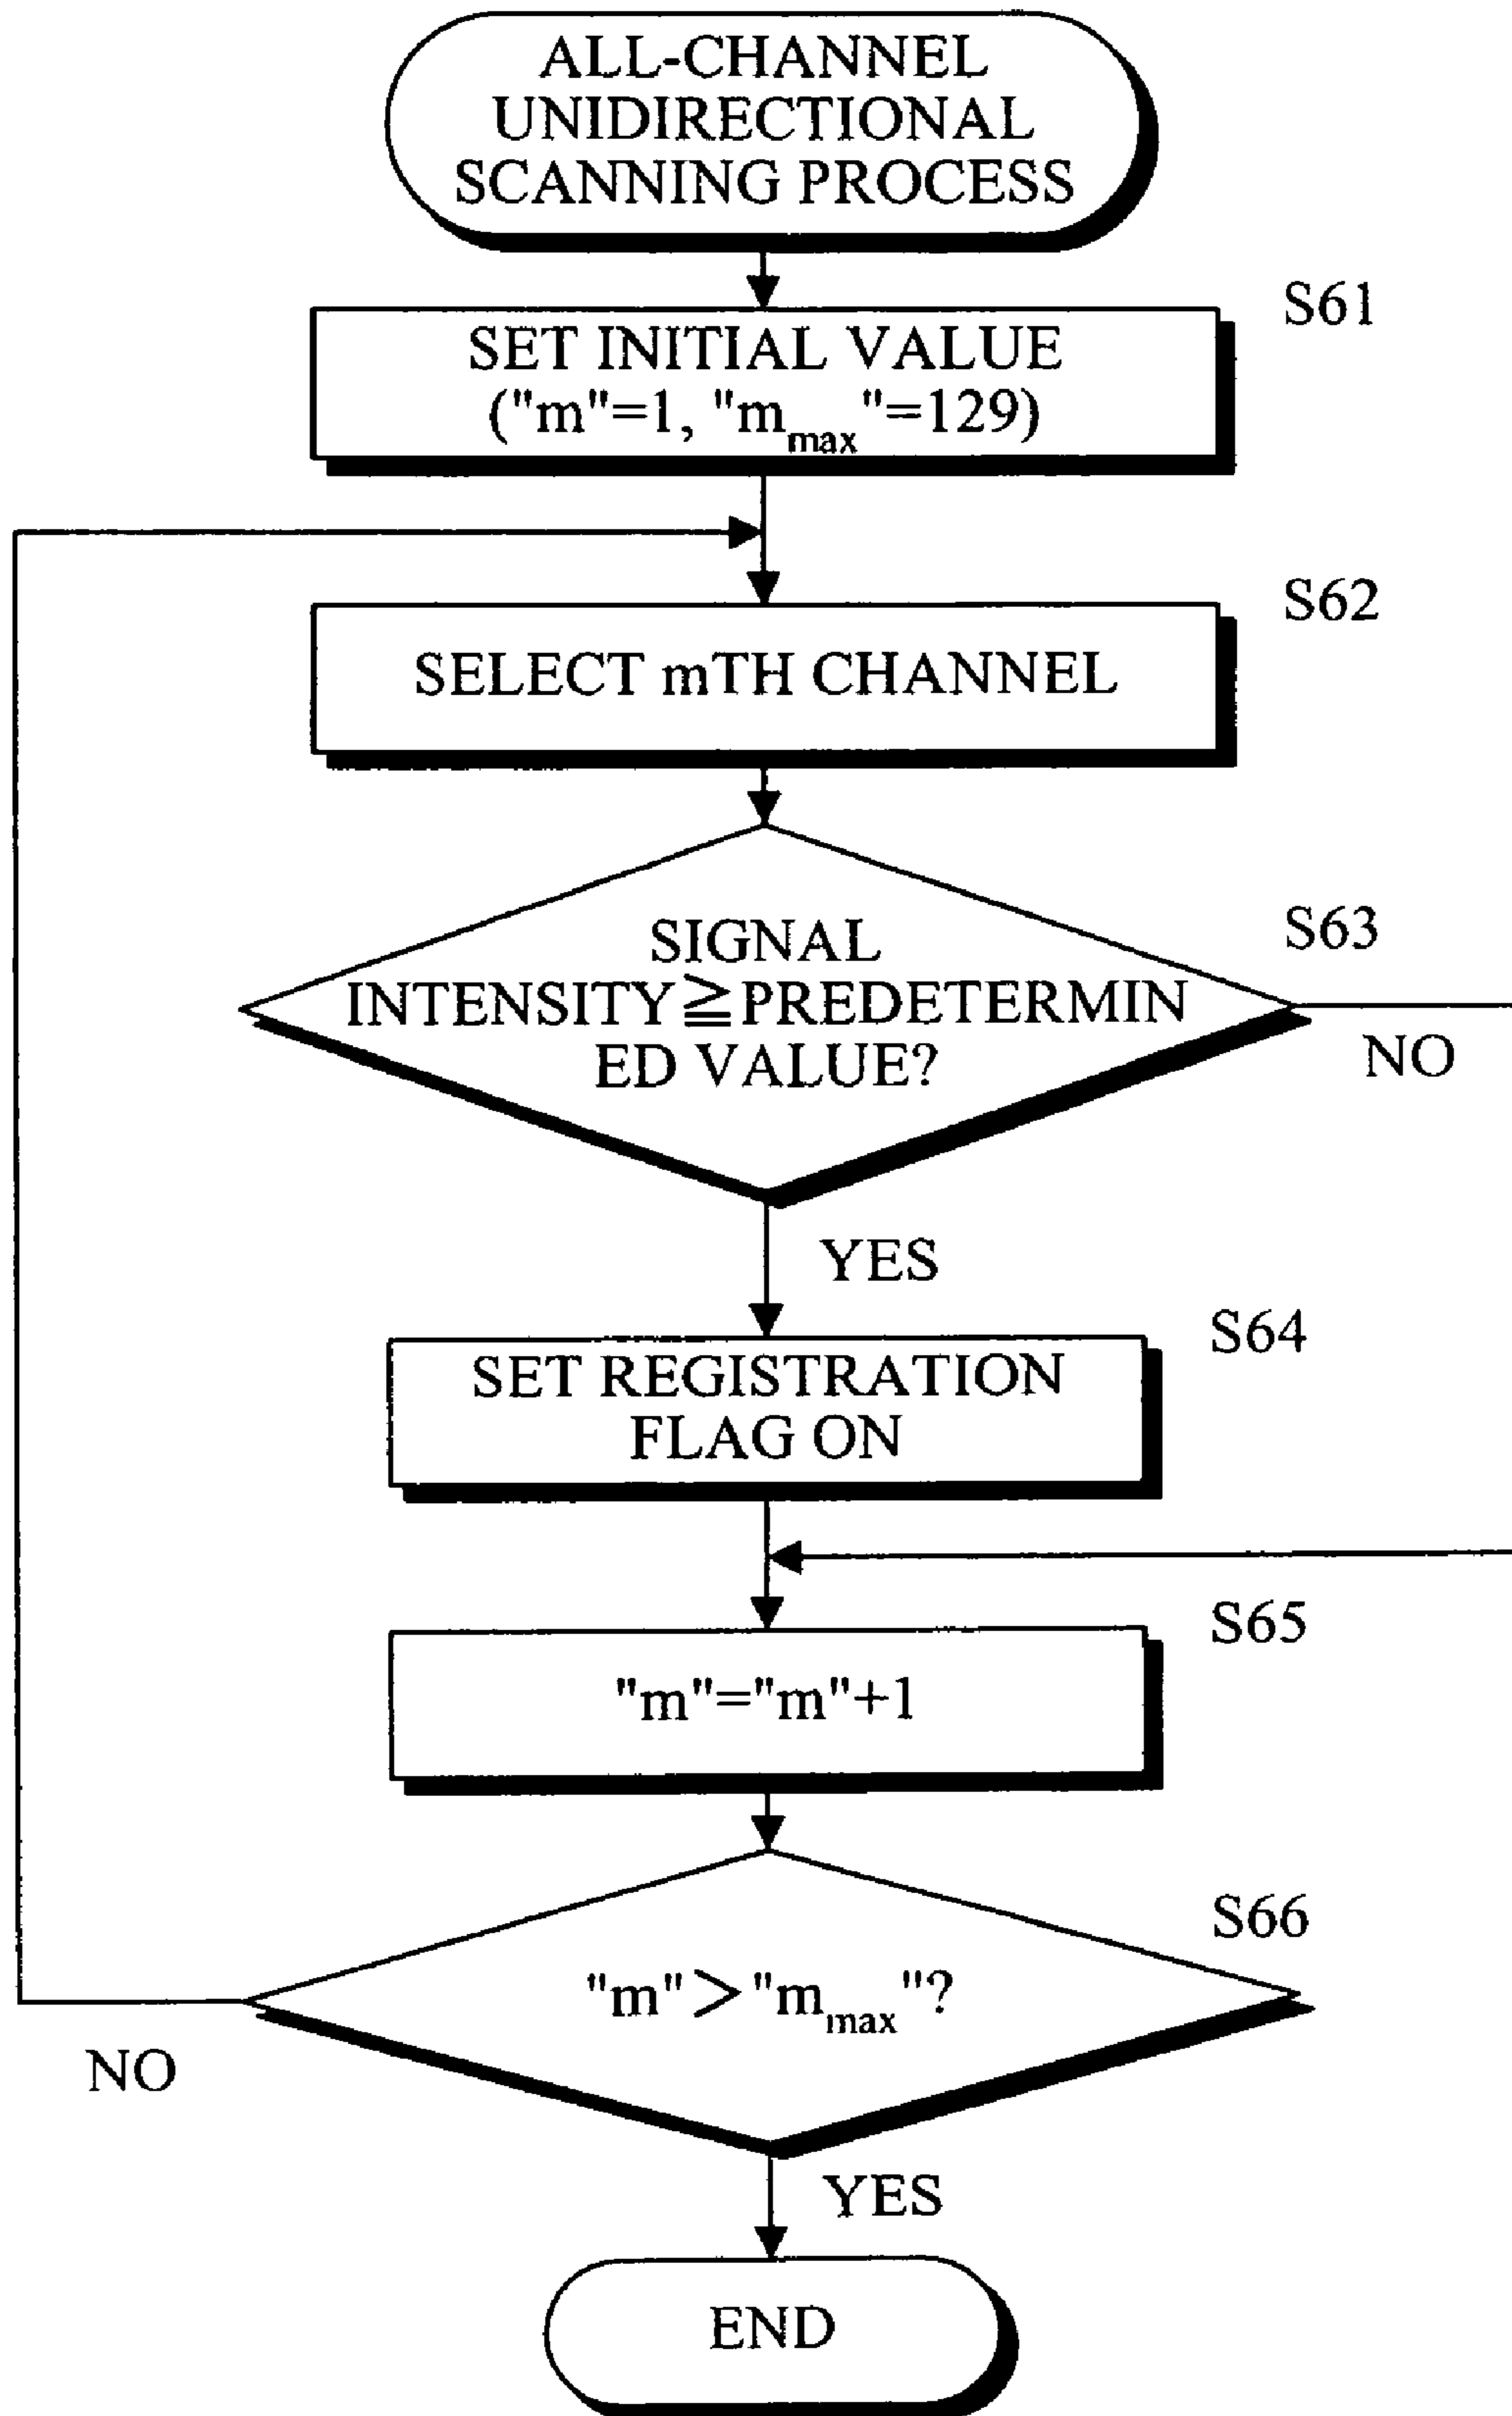 ALL-CHANNEL
UNIDIRECTIONAL
SCANNING PROCESS
S61
SET INITIAL VALUE
("m"=1, "mmax"=129)
S62
SELECT mTH CHANNEL
S63
SIGNAL
INTENSITY≧PREDETERMIN
ED VALUE?
NO
YES
S64
SET REGISTRATION
FLAG ON
S65
"m"="m"+1
S66
"m">"mmax"?
NO
YES
END